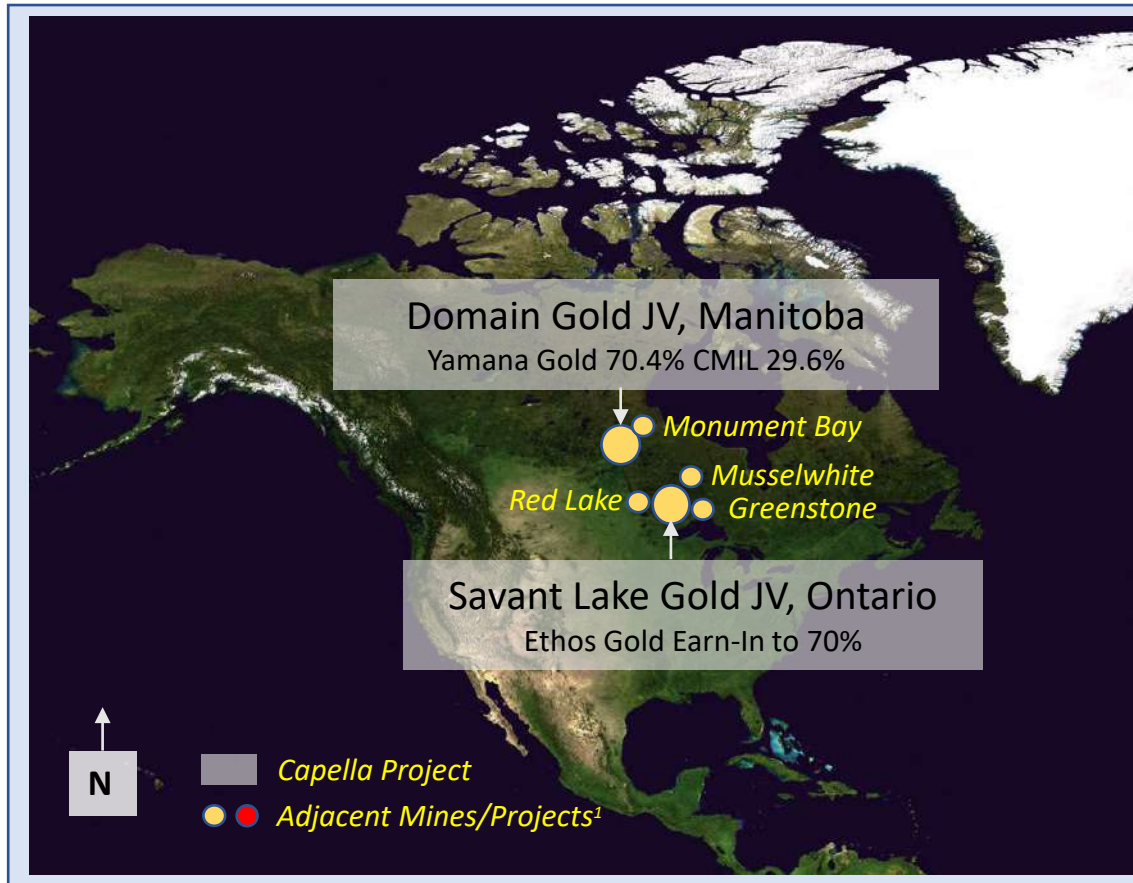 Domain Gold JV, Manitoba
Yamana Gold 70.4% CMIL 29.6%
Monument Bay
Musselwhite
Red Lake
Greenstone
Savant Lake Gold JV, Ontario
Ethos Gold Earn-In to 70%
N
Capella Project
Adjacent Mines/Projects¹